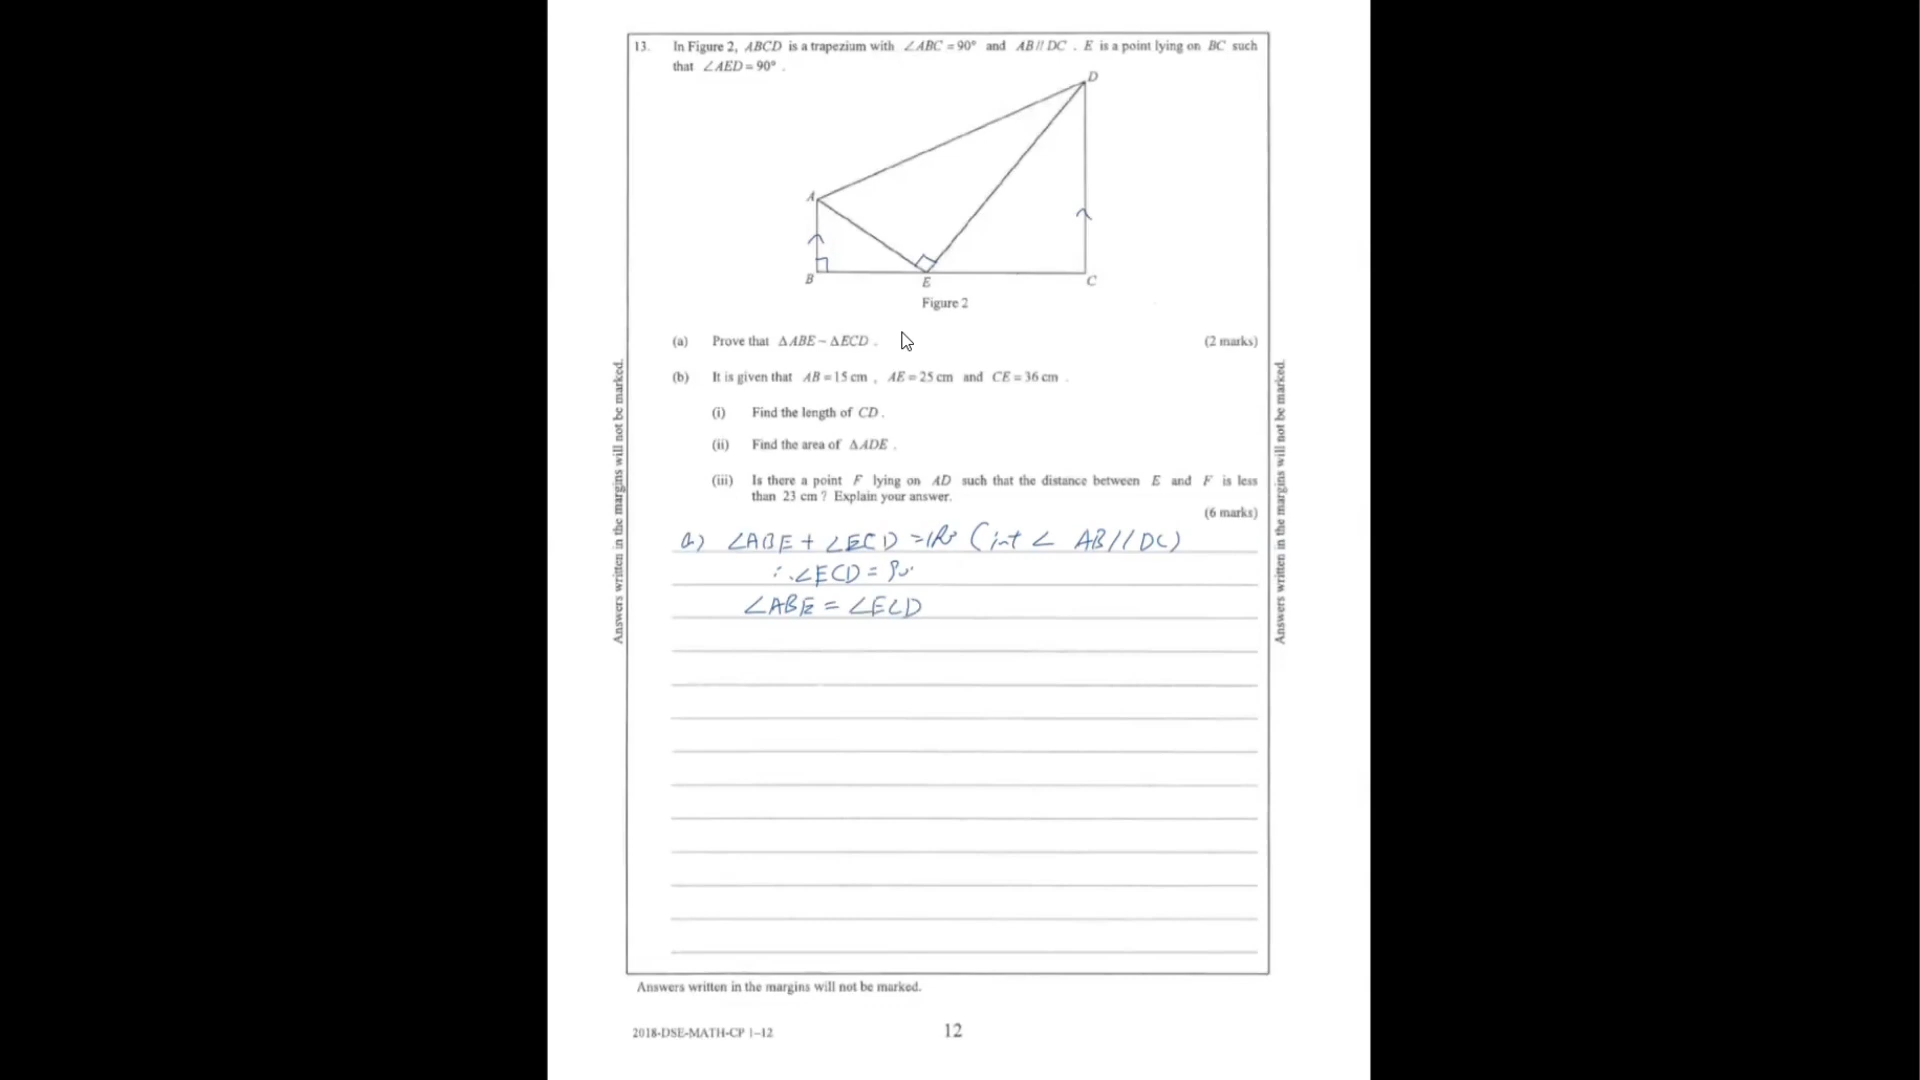 13. In Figure 2, ABCD is a trapezium with ∠ABC = 90° and AB // DC . E is a point lying on BC such
that ∠AED = 90° .
D
A
B
E
C
Figure 2
(a) Prove that ΔABE ~ ΔECD . (2 marks)
(b) It is given that AB = 15 cm , AE = 25 cm and CE = 36 cm .
(i) Find the length of CD .
(ii) Find the area of ΔADE .
(iii) Is there a point F lying on AD such that the distance between E and F is less
than 23 cm ? Explain your answer.
(6 marks)
a) ∠ABE + ∠ECD = 180° (int ∠ AB // DC)
∴ ∠ECD = 90°
∠ABE = ∠ECD
Answers written in the margins will not be marked.
Answers written in the margins will not be marked.
Answers written in the margins will not be marked.
2018-DSE-MATH-CP 1–12
12